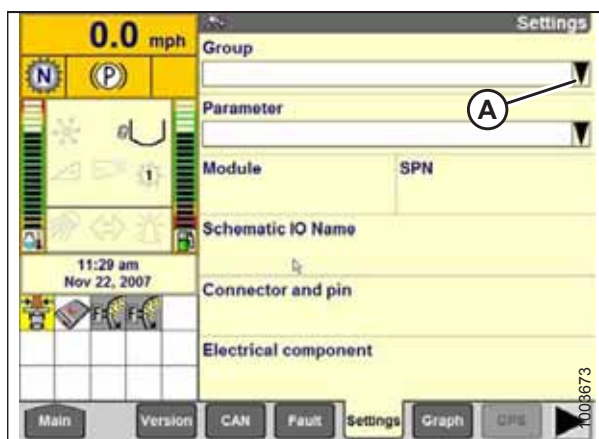 0.0 mph
Settings
Group
N
(P)
A
Parameter
Module
SPN
1
Schematic IO Name
11:29 am
Nov 22, 2007
Connector and pin
F
F
Electrical component
1003673
Main
Version
CAN
Fault
Settings
Graph
GPS